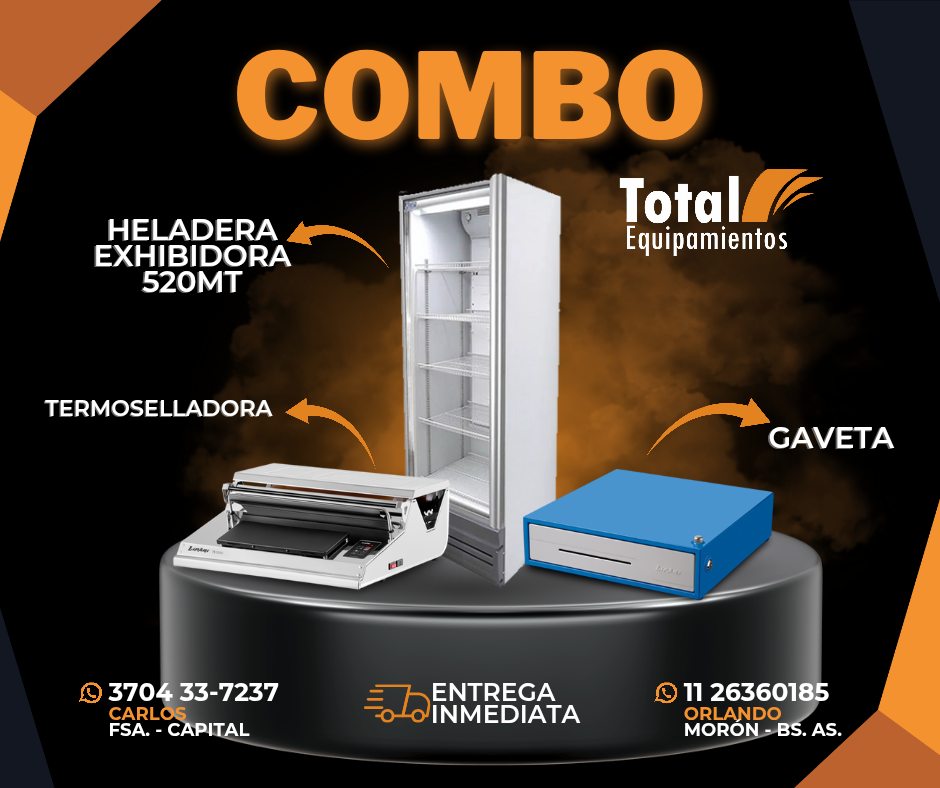 COMBO
Total
Equipamientos
HELADERA
EXHIBIDORA
520MT
TERMOSELLADORA
GAVETA
3704 33-7237
CARLOS
FSA. - CAPITAL
ENTREGA
INMEDIATA
11 26360185
ORLANDO
MORÓN - BS. AS.